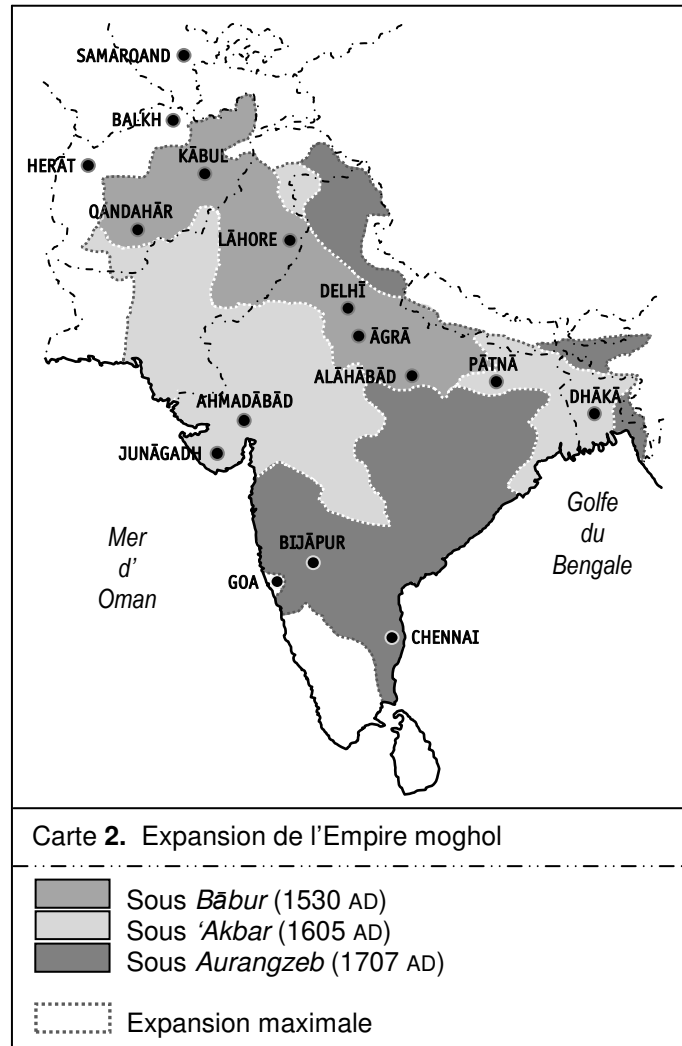 SAMARQAND
BALKH
HERĀT
KĀBUL
QANDAHĀR
LĀHORE
DELHĪ
ĀGRĀ
ALĀHĀBĀD
PĀTNĀ
DHĀKĀ
AHMADĀBĀD
JUNĀGADH
Mer
d'
Oman
Golfe
du
Bengale
BIJĀPUR
GOA
CHENNAI
Carte 2. Expansion de l'Empire moghol
Sous Bābur (1530 AD)
Sous 'Akbar (1605 AD)
Sous Aurangzeb (1707 AD)
Expansion maximale